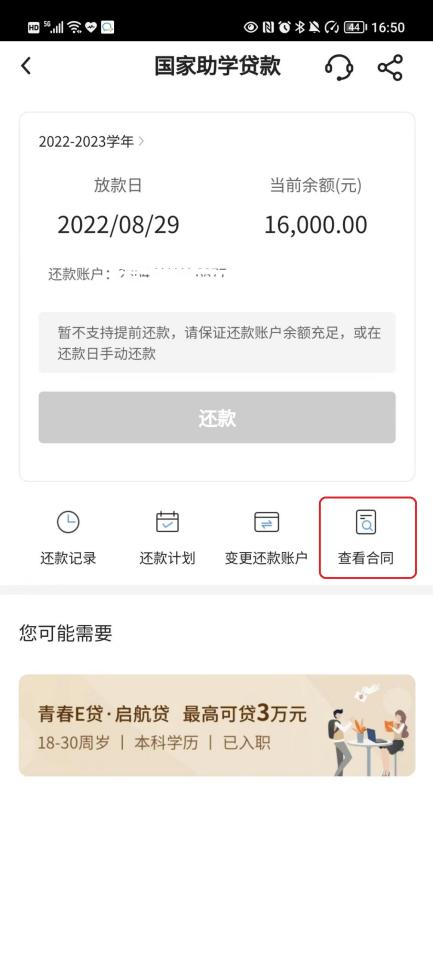 HD 5G 44 16:50
国家助学贷款
2022-2023学年
放款日 当前余额(元)
2022/08/29 16,000.00
还款账户：
暂不支持提前还款，请保证还款账户余额充足，或在
还款日手动还款
还款
还款记录 还款计划 变更还款账户 查看合同
您可能需要
青春E贷·启航贷 最高可贷3万元
18-30周岁 | 本科学历 | 已入职